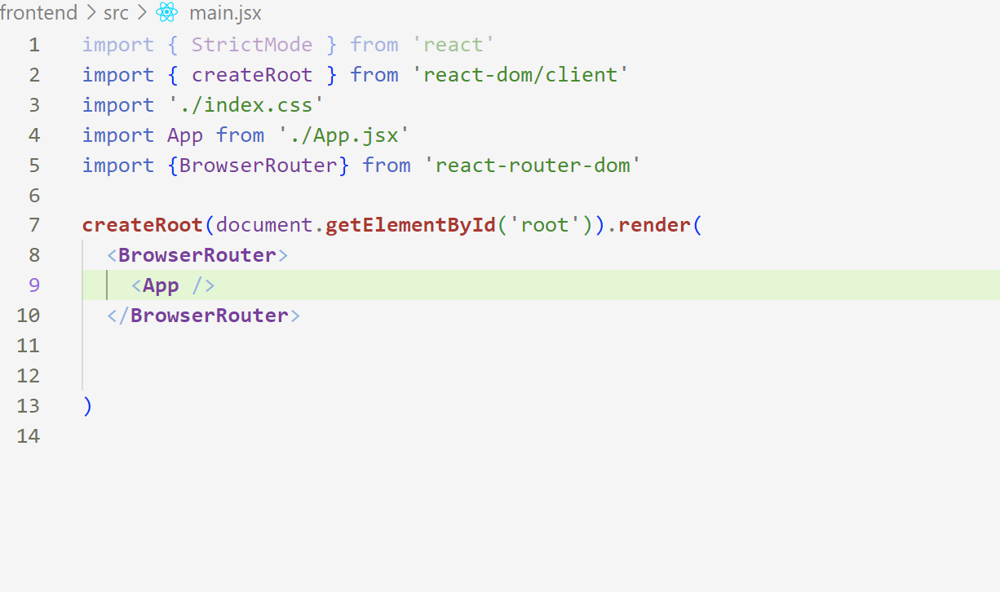 frontend > src > main.jsx
1 import { StrictMode } from 'react'
2 import { createRoot } from 'react-dom/client'
3 import './index.css'
4 import App from './App.jsx'
5 import {BrowserRouter} from 'react-router-dom'
6
7 createRoot(document.getElementById('root')).render(
8   <BrowserRouter>
9     <App />
10   </BrowserRouter>
11
12
13 )
14